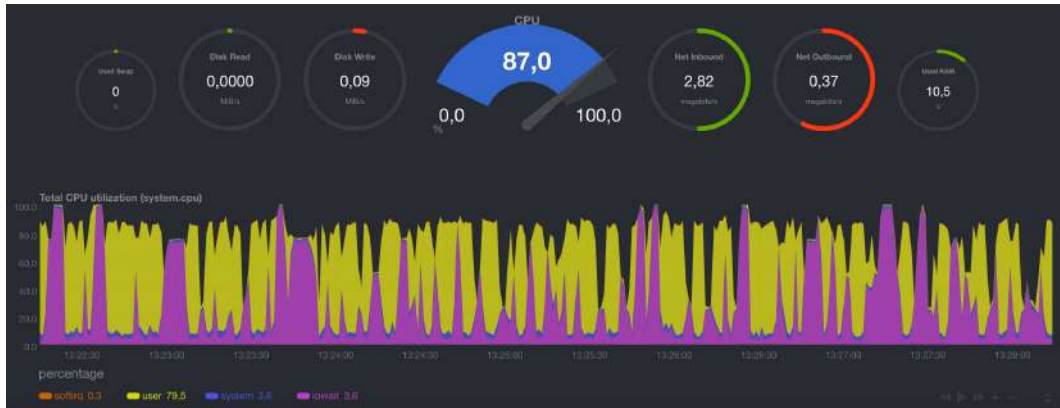 CPU
Used Swap
0
%
Disk Read
0,0000
MiB/s
Disk Write
0,09
MiB/s
87,0
0,0
%
100,0
Net Inbound
2,82
megabits/s
Net Outbound
0,37
megabits/s
Used RAM
10,5
%
Total CPU utilization (system.cpu)
100.0
80.0
60.0
40.0
20.0
0.0
13:22:30 13:23:00 13:23:30 13:24:00 13:24:30 13:25:00 13:25:30 13:26:00 13:26:30 13:27:00 13:27:30 13:28:00
percentage
softirq 0,3 user 79,5 system 3,6 iowait 3,6